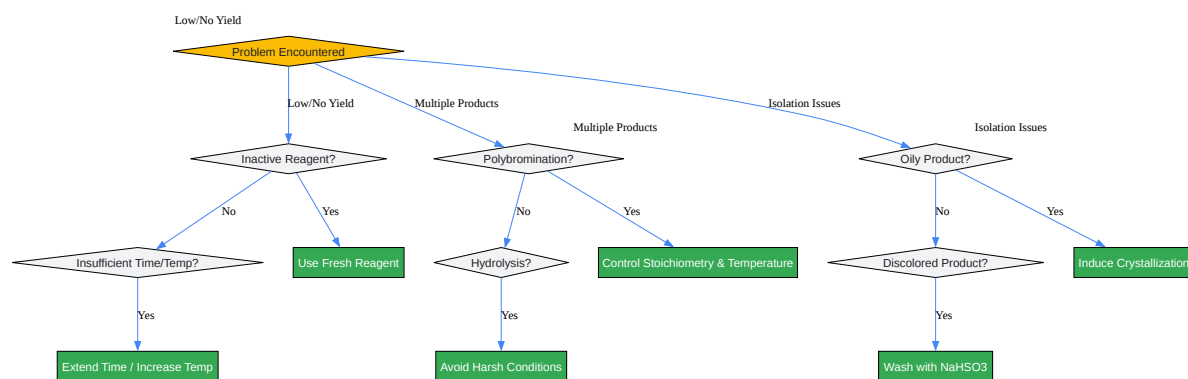 Low/No Yield
Problem Encountered
Low/No Yield
Multiple Products
Isolation Issues
Multiple Products
Isolation Issues
Inactive Reagent?
Polybromination?
Oily Product?
No
Yes
No
Yes
No
Yes
Insufficient Time/Temp?
Use Fresh Reagent
Hydrolysis?
Control Stoichiometry & Temperature
Discolored Product?
Induce Crystallization
Yes
Yes
Yes
Extend Time / Increase Temp
Avoid Harsh Conditions
Wash with NaHSO3